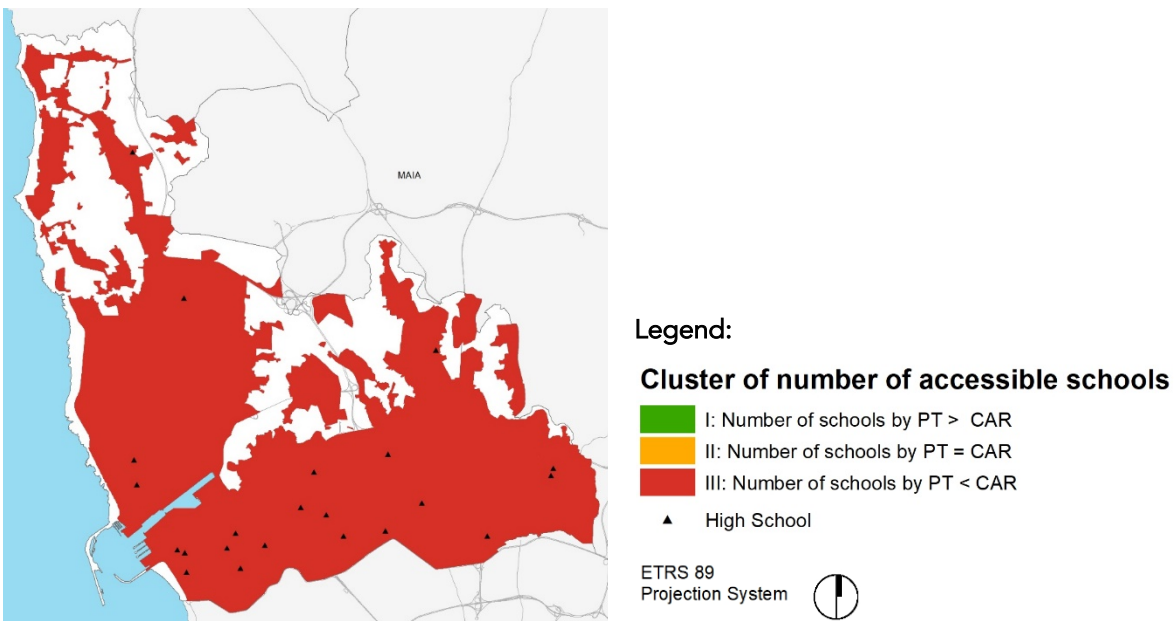 MAIA
Legend:
Cluster of number of accessible schools
I: Number of schools by PT > CAR
II: Number of schools by PT = CAR
III: Number of schools by PT < CAR
High School
ETRS 89
Projection System